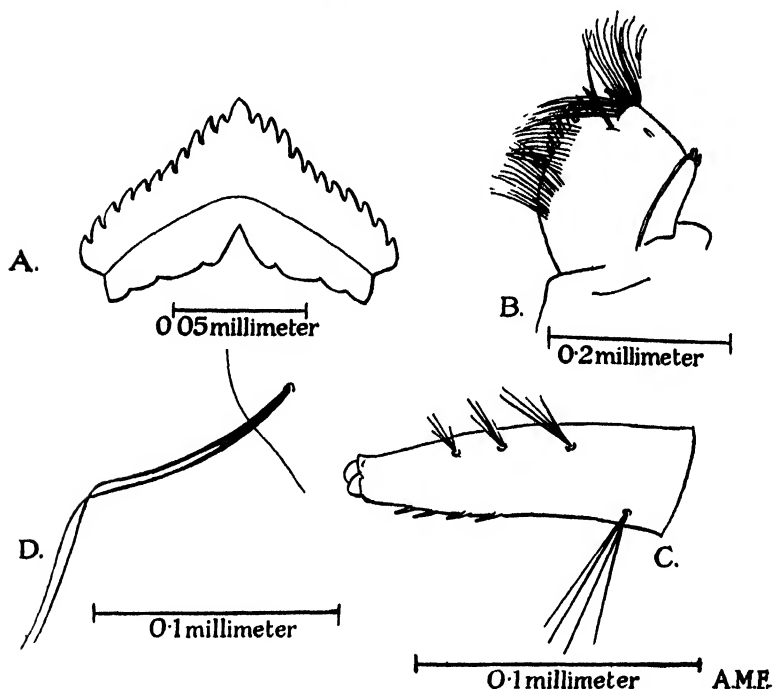 A.
0·05 millimeter
B.
0·2 millimeter
D.
0·1 millimeter
C.
0·1 millimeter
A.M.E.